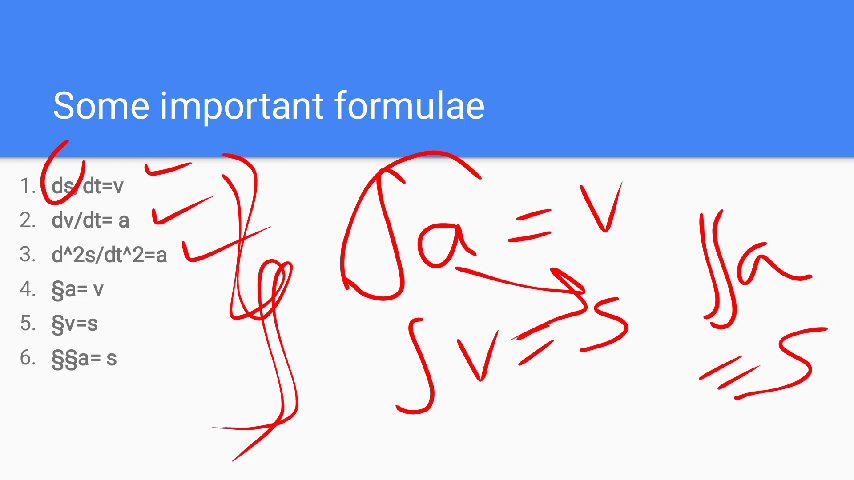 Some important formulae
1. ds/dt=v
2. dv/dt= a
3. d^2s/dt^2=a
4. §a= v
5. §v=s
6. §§a= s
∫a = v
∫v = s
∫∫a
= s